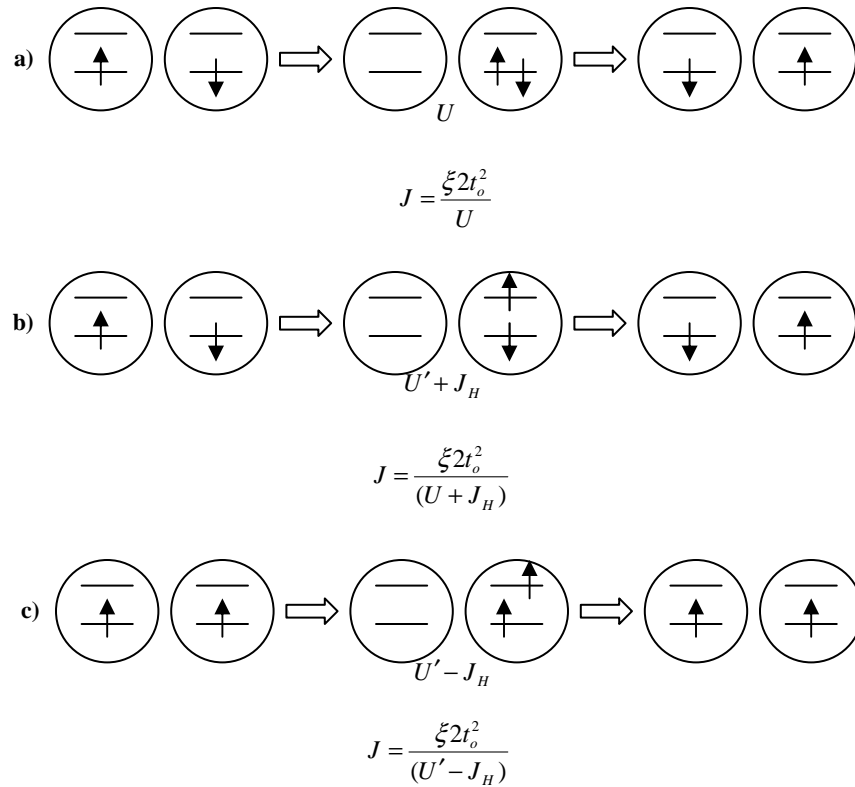 a)
U
J = ξ2t_o^2 / U
b)
U′ + J_H
J = ξ2t_o^2 / (U + J_H)
c)
U′ − J_H
J = ξ2t_o^2 / (U′ − J_H)